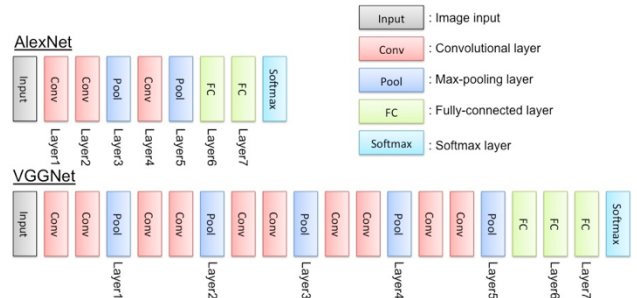 AlexNet
Input Conv Conv Pool Conv Pool FC FC Softmax
Layer1 Layer2 Layer3 Layer4 Layer5 Layer6 Layer7
Input : Image input
Conv : Convolutional layer
Pool : Max-pooling layer
FC : Fully-connected layer
Softmax : Softmax layer
VGGNet
Input Conv Conv Pool Conv Conv Pool Conv Conv Pool Conv Conv Pool Conv Conv Pool FC FC FC Softmax
Layer1 Layer2 Layer3 Layer4 Layer5 Layer6 Layer7